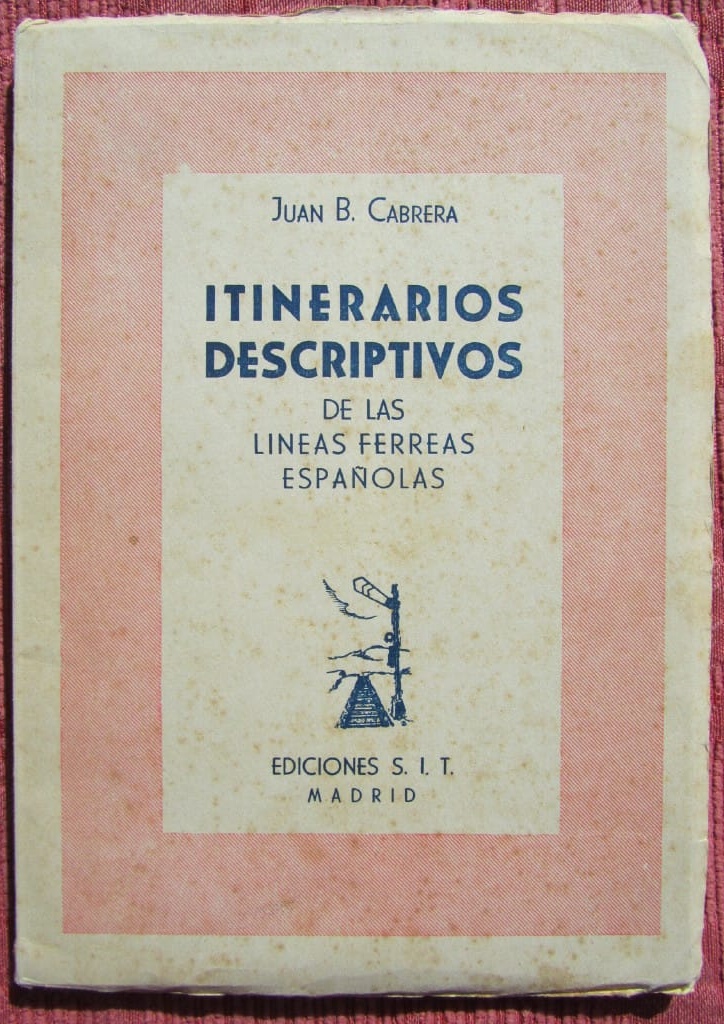 JUAN B. CABRERA
ITINERARIOS
DESCRIPTIVOS
DE LAS
LINEAS FERREAS
ESPAÑOLAS
EDICIONES S. I. T.
MADRID